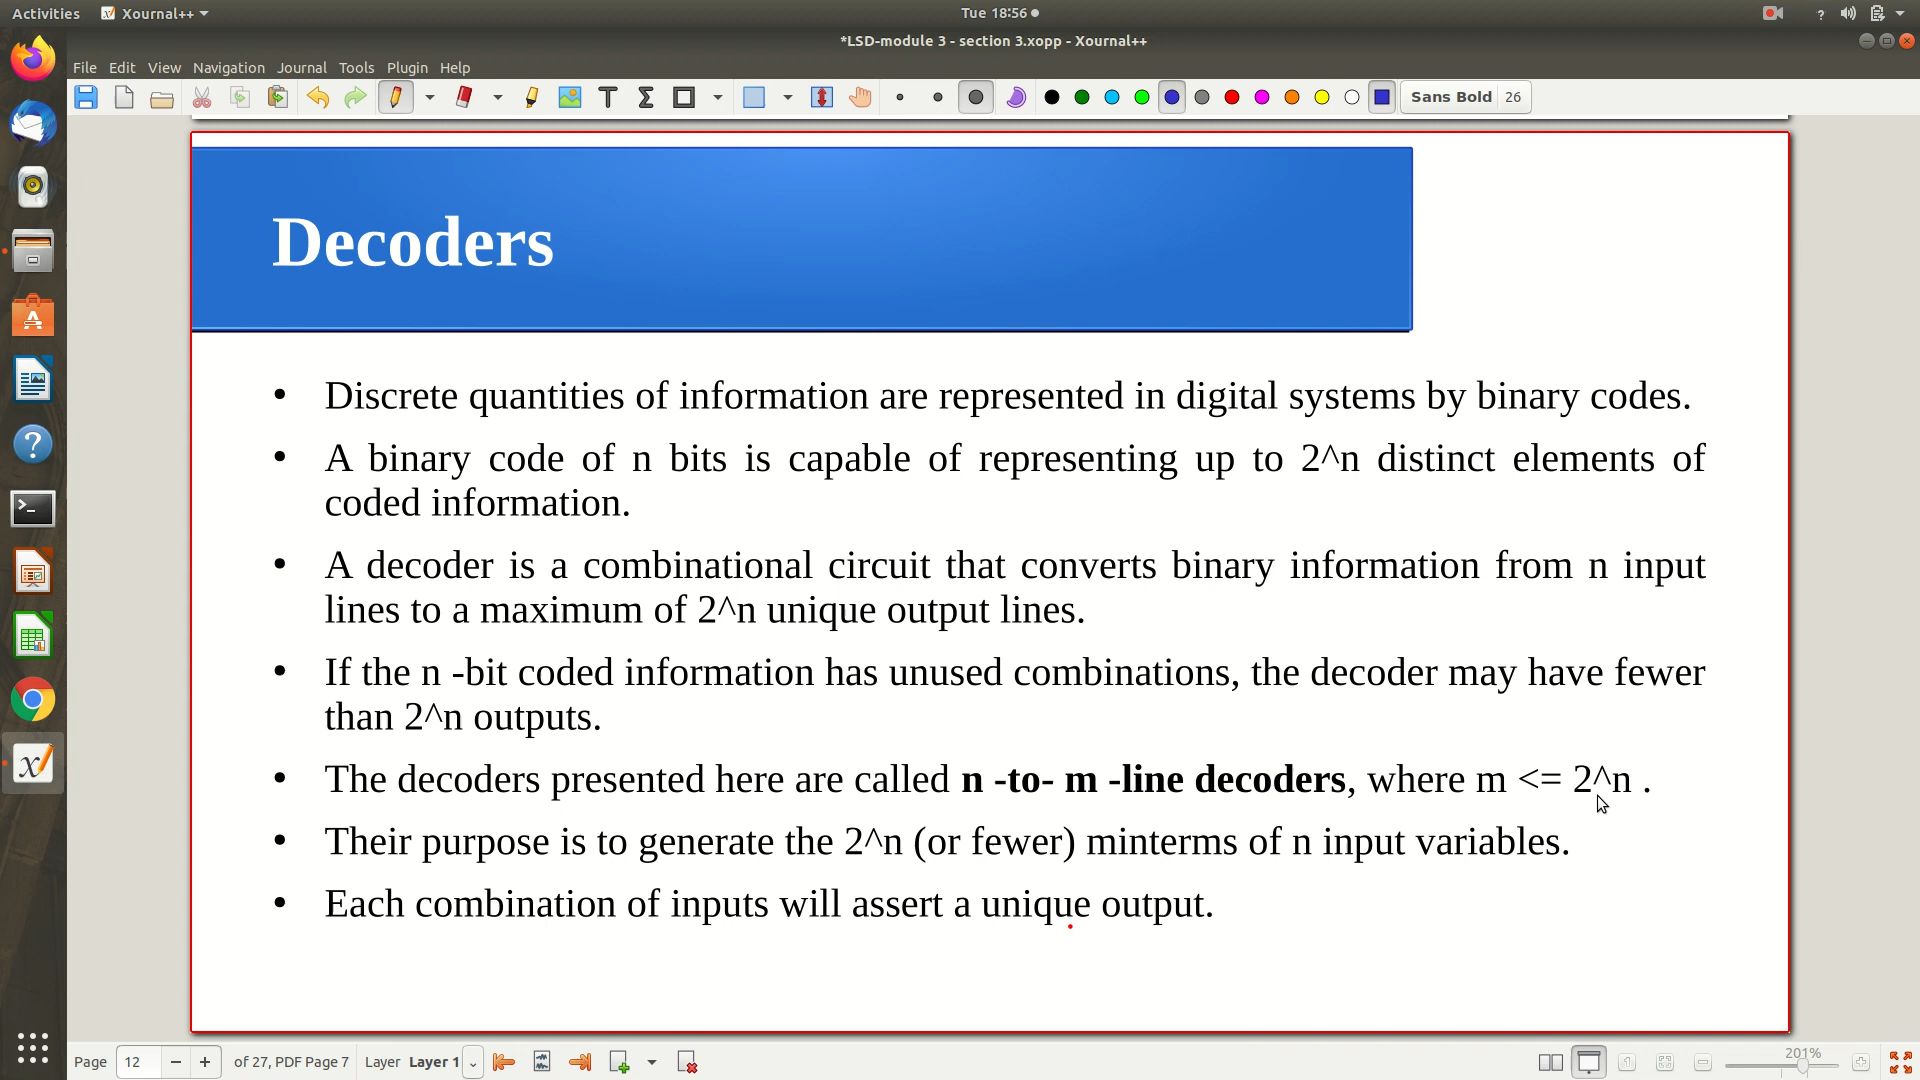 Activities Xournal++ Tue 18:56
*LSD-module 3 - section 3.xopp - Xournal++
File Edit View Navigation Journal Tools Plugin Help
Sans Bold 26
Decoders
• Discrete quantities of information are represented in digital systems by binary codes.
• A binary code of n bits is capable of representing up to 2^n distinct elements of
coded information.
• A decoder is a combinational circuit that converts binary information from n input
lines to a maximum of 2^n unique output lines.
• If the n -bit coded information has unused combinations, the decoder may have fewer
than 2^n outputs.
• The decoders presented here are called n -to- m -line decoders, where m <= 2^n .
• Their purpose is to generate the 2^n (or fewer) minterms of n input variables.
• Each combination of inputs will assert a unique output.
Page 12 − + of 27, PDF Page 7 Layer Layer 1 201%